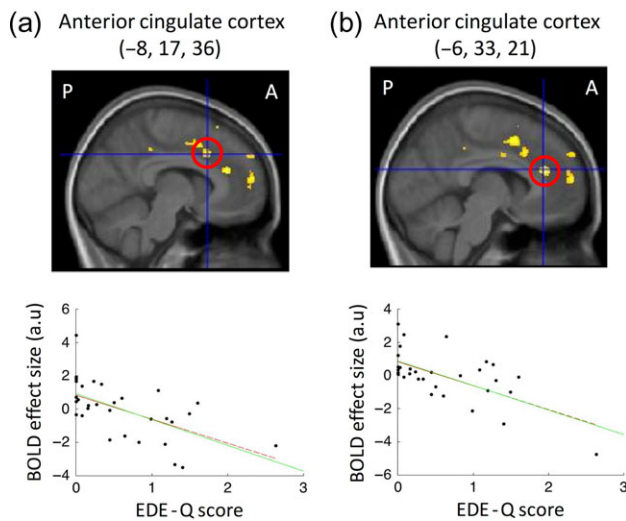 (a) Anterior cingulate cortex
(−8, 17, 36)
P A
BOLD effect size (a.u)
6
4
2
0
−2
−4
0 1 2 3
EDE - Q score
(b) Anterior cingulate cortex
(−6, 33, 21)
P A
BOLD effect size (a.u)
4
2
0
−2
−4
−6
0 1 2 3
EDE - Q score